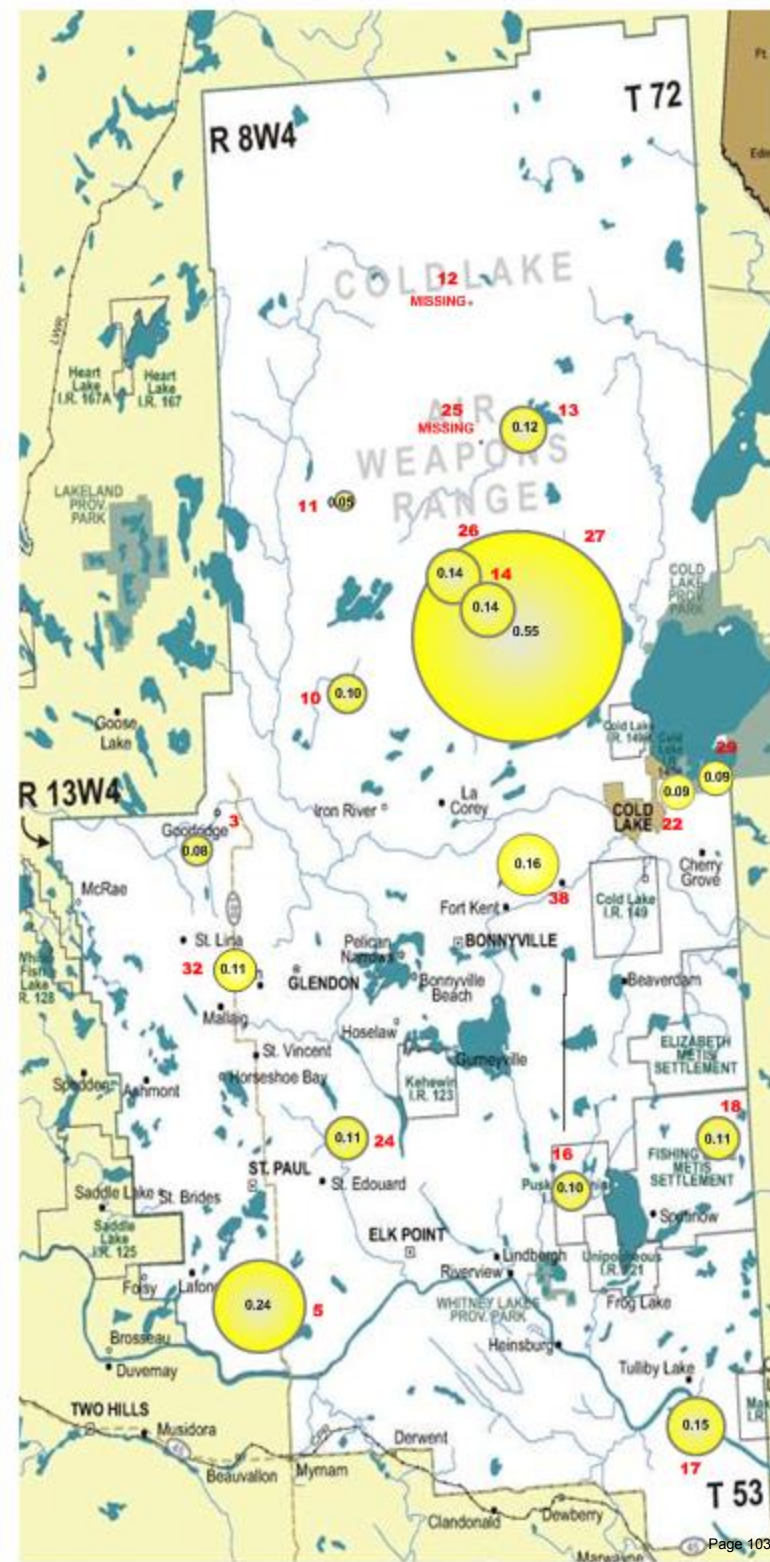 Ft.
T 72
R 8W4
COLD LAKE
12
MISSING
Heart
Lake
I.R. 167A
Heart
Lake
I.R. 167
25
MISSING
AIR
WEAPONS
RANGE
13
0.12
LAKELAND
PROV.
PARK
11
0.05
26
27
0.14
14
0.14
0.55
COLD
LAKE
PROV.
PARK
10
0.10
Goose
Lake
Cold Lake
29
0.09
0.09
22
R 13W4
Iron River
La
Corey
COLD
LAKE
3
Goodridge
0.08
0.16
38
Cherry
Grove
McRae
Fort Kent
Cold Lake
I.R. 149
St. Lina
Pelican
Narrows
BONNYVILLE
32
0.11
GLENDON
Bonnyville
Beach
Beaverdam
Mallaig
Hoselaw
St. Vincent
Gurneyville
ELIZABETH
METIS
SETTLEMENT
Horseshoe Bay
Kehewin
I.R. 123
Ashmont
18
0.11
24
0.11
FISHING
METIS
SETTLEMENT
16
0.10
ST. PAUL
St. Edouard
Saddle Lake
St. Brides
Saddle
Lake
I.R. 125
ELK POINT
Lindbergh
Riverview
Foisy
Lafon
0.24
5
WHITNEY LAKES
PROV. PARK
Frog Lake
Brosseau
Duvernay
Heinsburg
Tulliby Lake
TWO HILLS
Musidora
0.15
17
Beauvallon
Myrnam
Derwent
T 53
Clandonald
Dewberry
45
Marwayne
Page 103